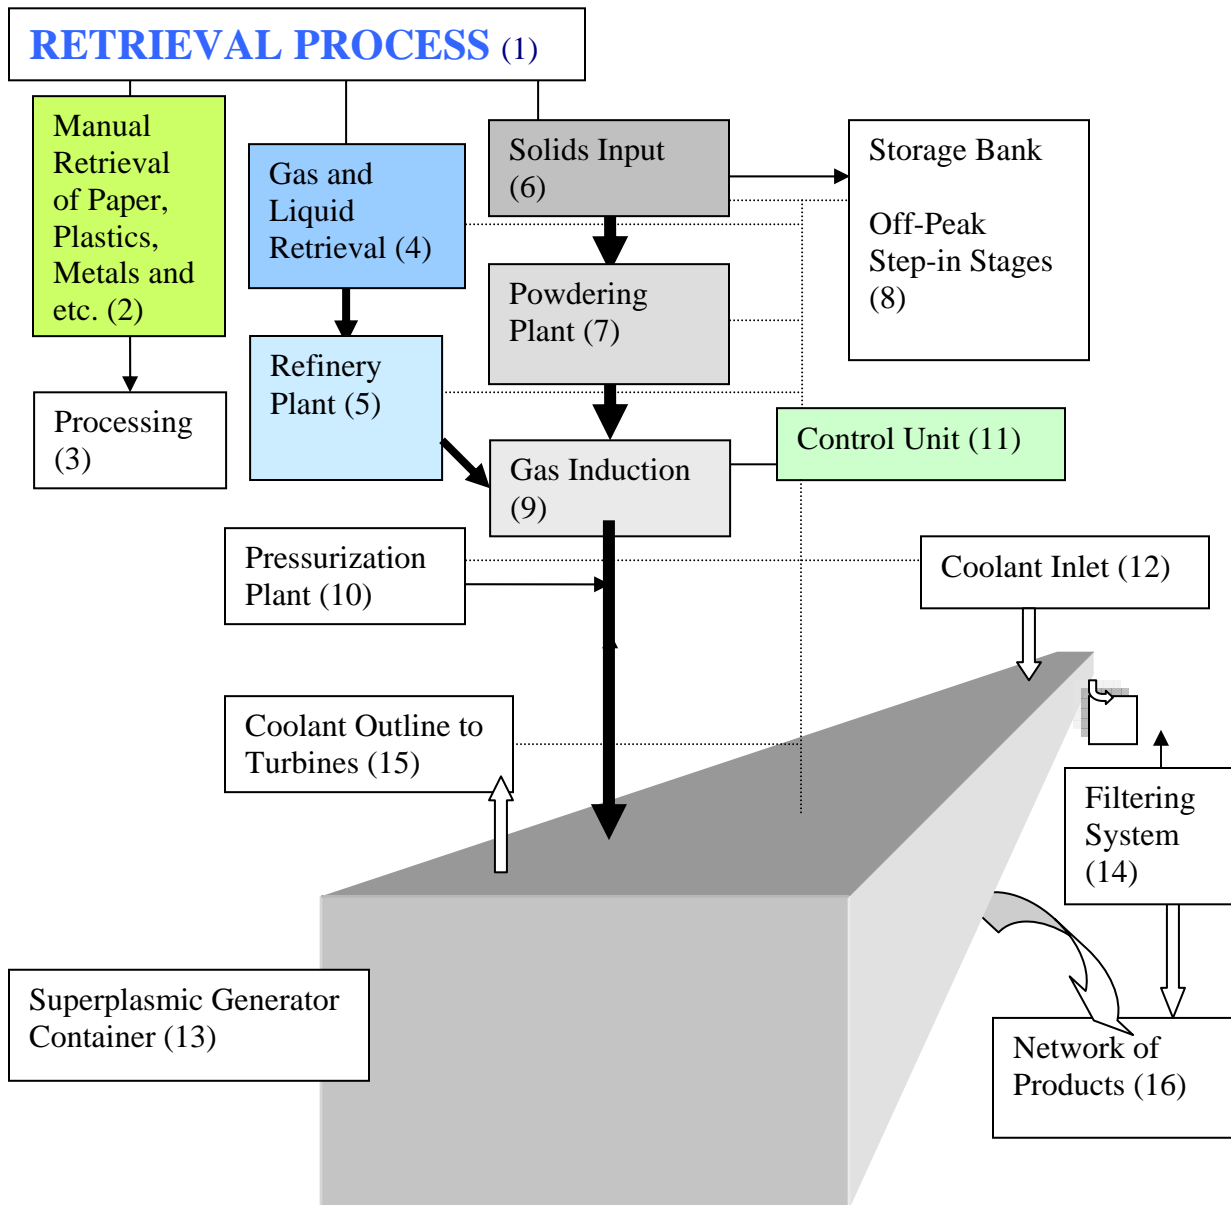 RETRIEVAL PROCESS (1)
Manual
Retrieval
of Paper,
Plastics,
Metals and
etc. (2)
Gas and
Liquid
Retrieval (4)
Solids Input
(6)
Storage Bank
Off-Peak
Step-in Stages
(8)
Powdering
Plant (7)
Refinery
Plant (5)
Processing
(3)
Control Unit (11)
Gas Induction
(9)
Pressurization
Plant (10)
Coolant Inlet (12)
Coolant Outline to
Turbines (15)
Filtering
System
(14)
Superplasmic Generator
Container (13)
Network of
Products (16)